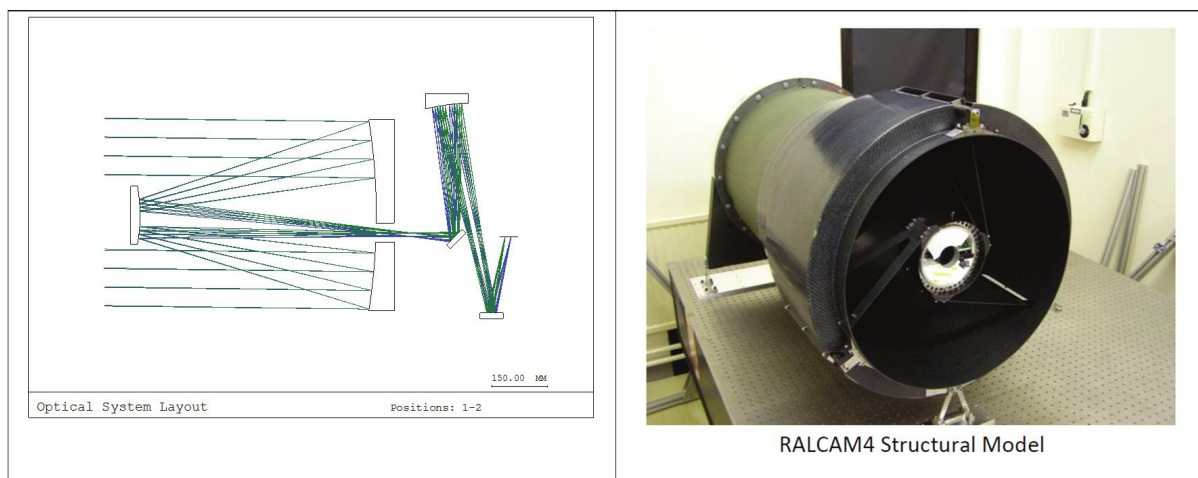 150.00 MM
Optical System Layout
Positions: 1-2
RALCAM4 Structural Model